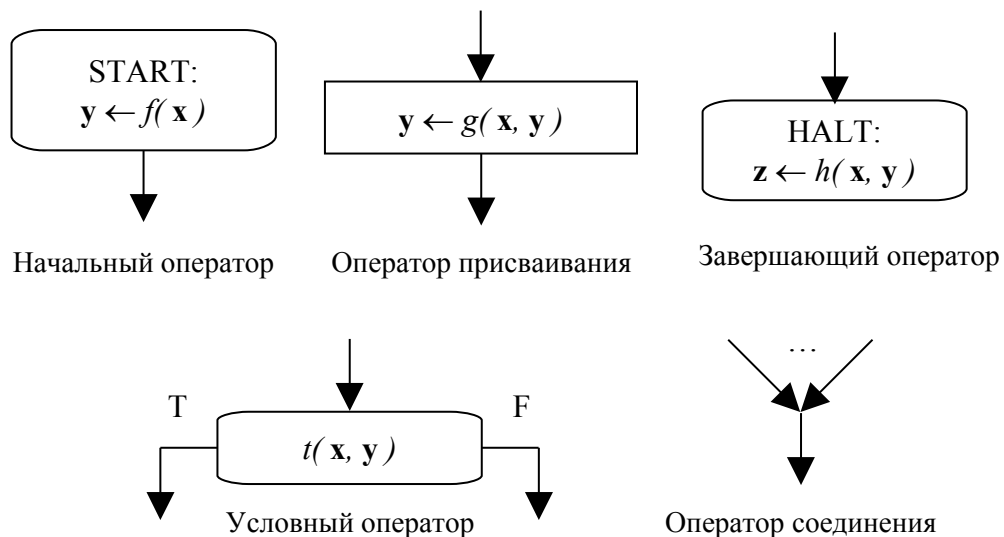 START:
y ← f( x )
Начальный оператор
y ← g( x, y )
Оператор присваивания
HALT:
z ← h( x, y )
Завершающий оператор
T
F
t( x, y )
Условный оператор
...
Оператор соединения